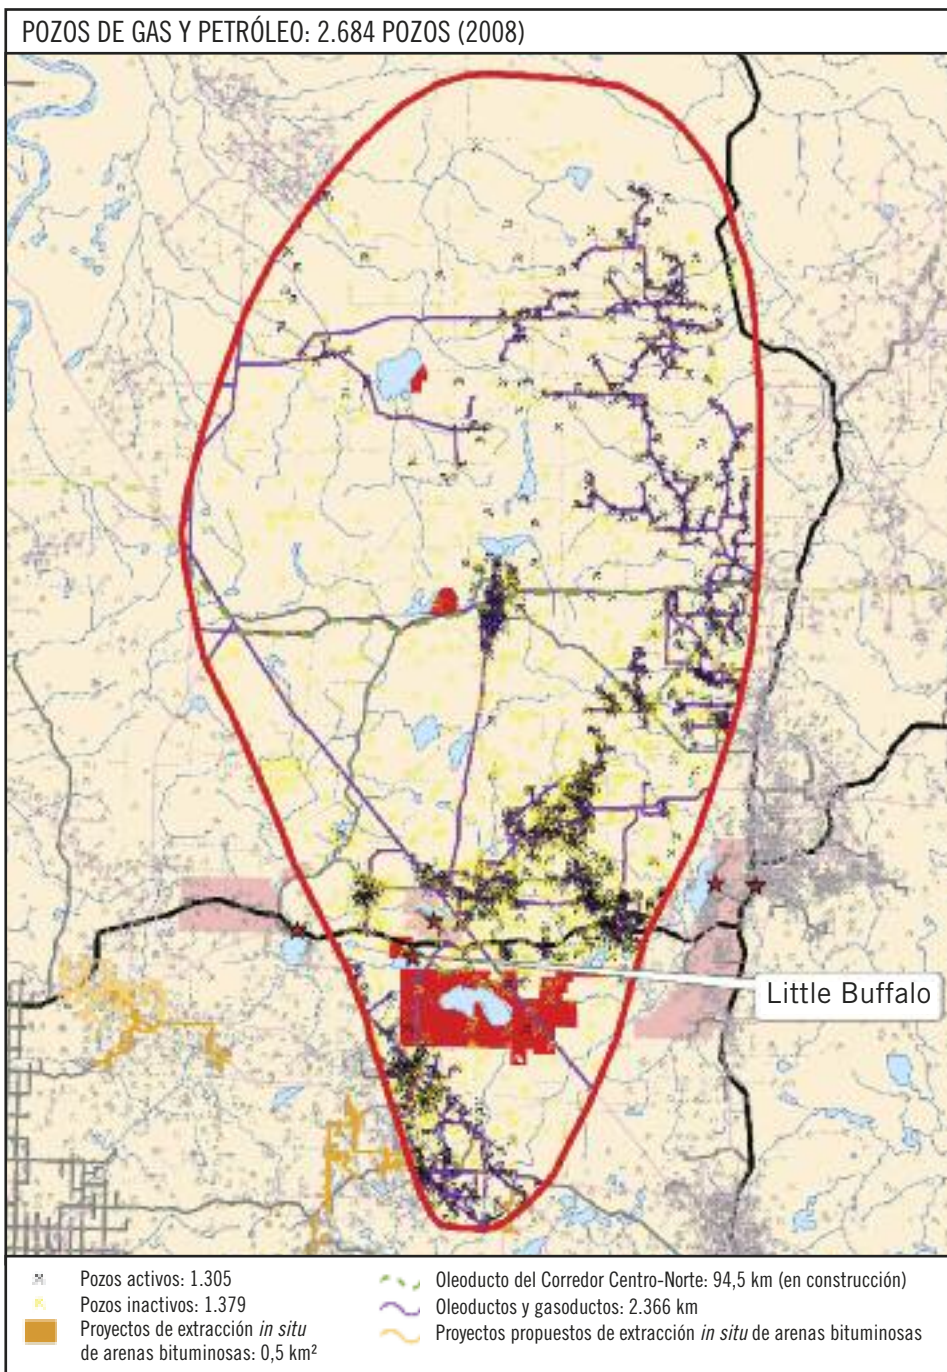 POZOS DE GAS Y PETRÓLEO: 2.684 POZOS (2008)
Little Buffalo
Pozos activos: 1.305
Pozos inactivos: 1.379
Proyectos de extracción in situ
de arenas bituminosas: 0,5 km²
Oleoducto del Corredor Centro-Norte: 94,5 km (en construcción)
Oleoductos y gasoductos: 2.366 km
Proyectos propuestos de extracción in situ de arenas bituminosas